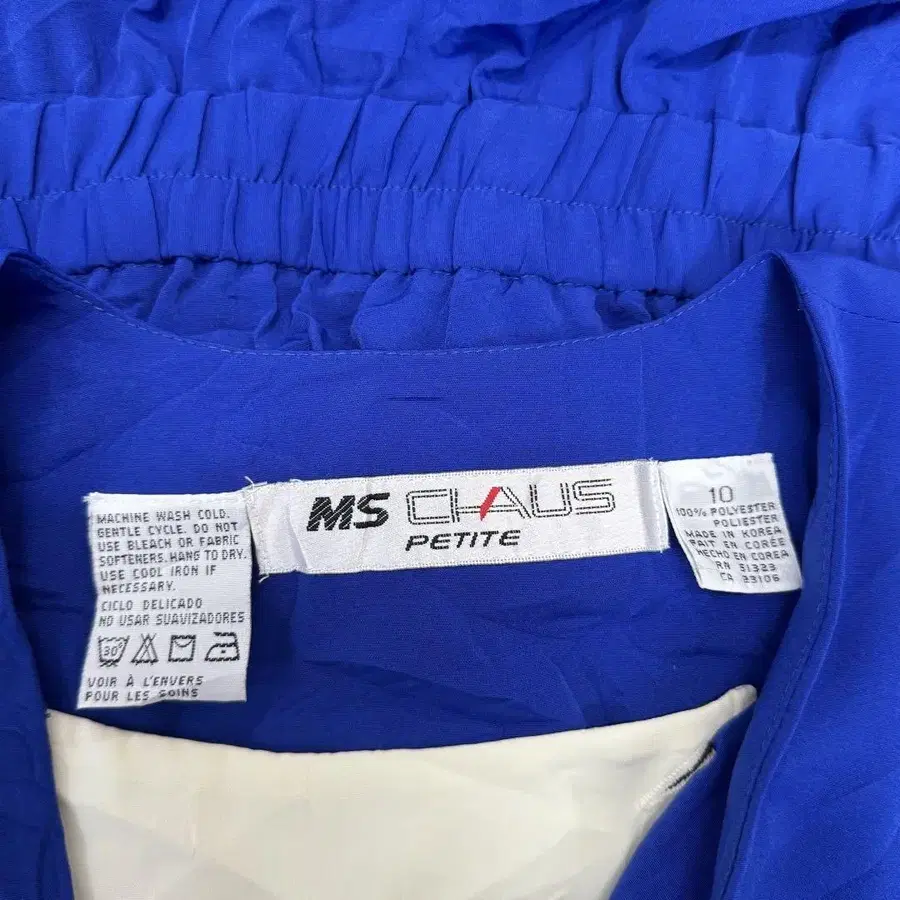 MACHINE WASH COLD.
GENTLE CYCLE. DO NOT
USE BLEACH OR FABRIC
SOFTENERS. HANG TO DRY.
USE COOL IRON IF
NECESSARY.
CICLO DELICADO
NO USAR SUAVIZADORES
30°
VOIR À L'ENVERS
POUR LES SOINS
MS CHAUS
PETITE
10
100% POLYESTER
POLIESTER
MADE IN KOREA
FAIT EN CORÉE
HECHO EN COREA
RN 51323
CA 33106